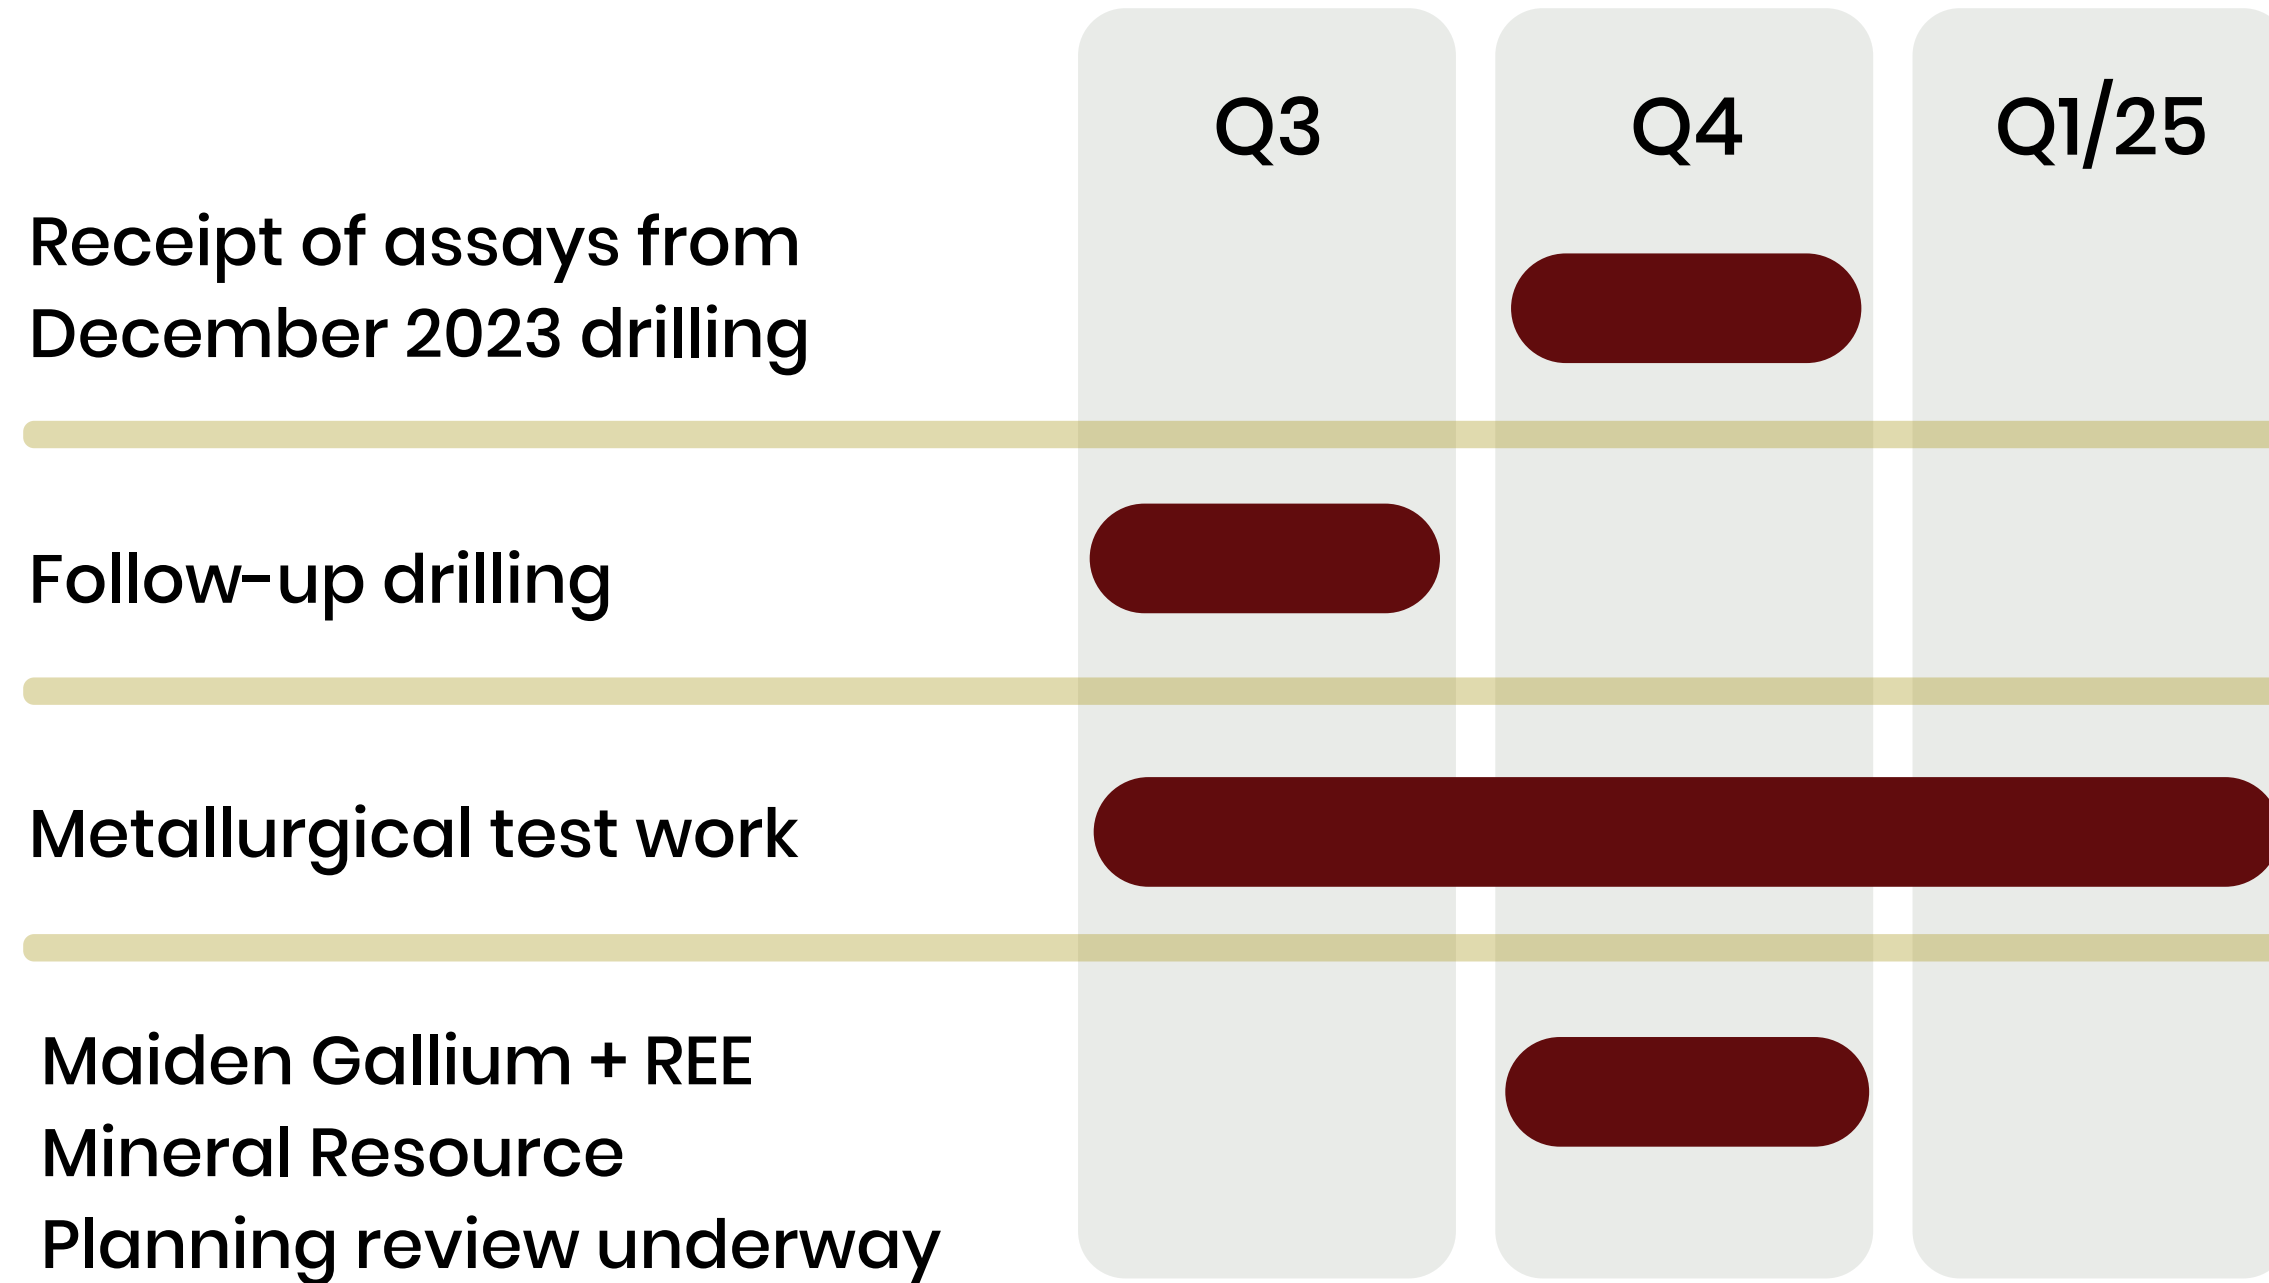 Q3 Q4 Q1/25
Receipt of assays from
December 2023 drilling
Follow-up drilling
Metallurgical test work
Maiden Gallium + REE
Mineral Resource
Planning review underway